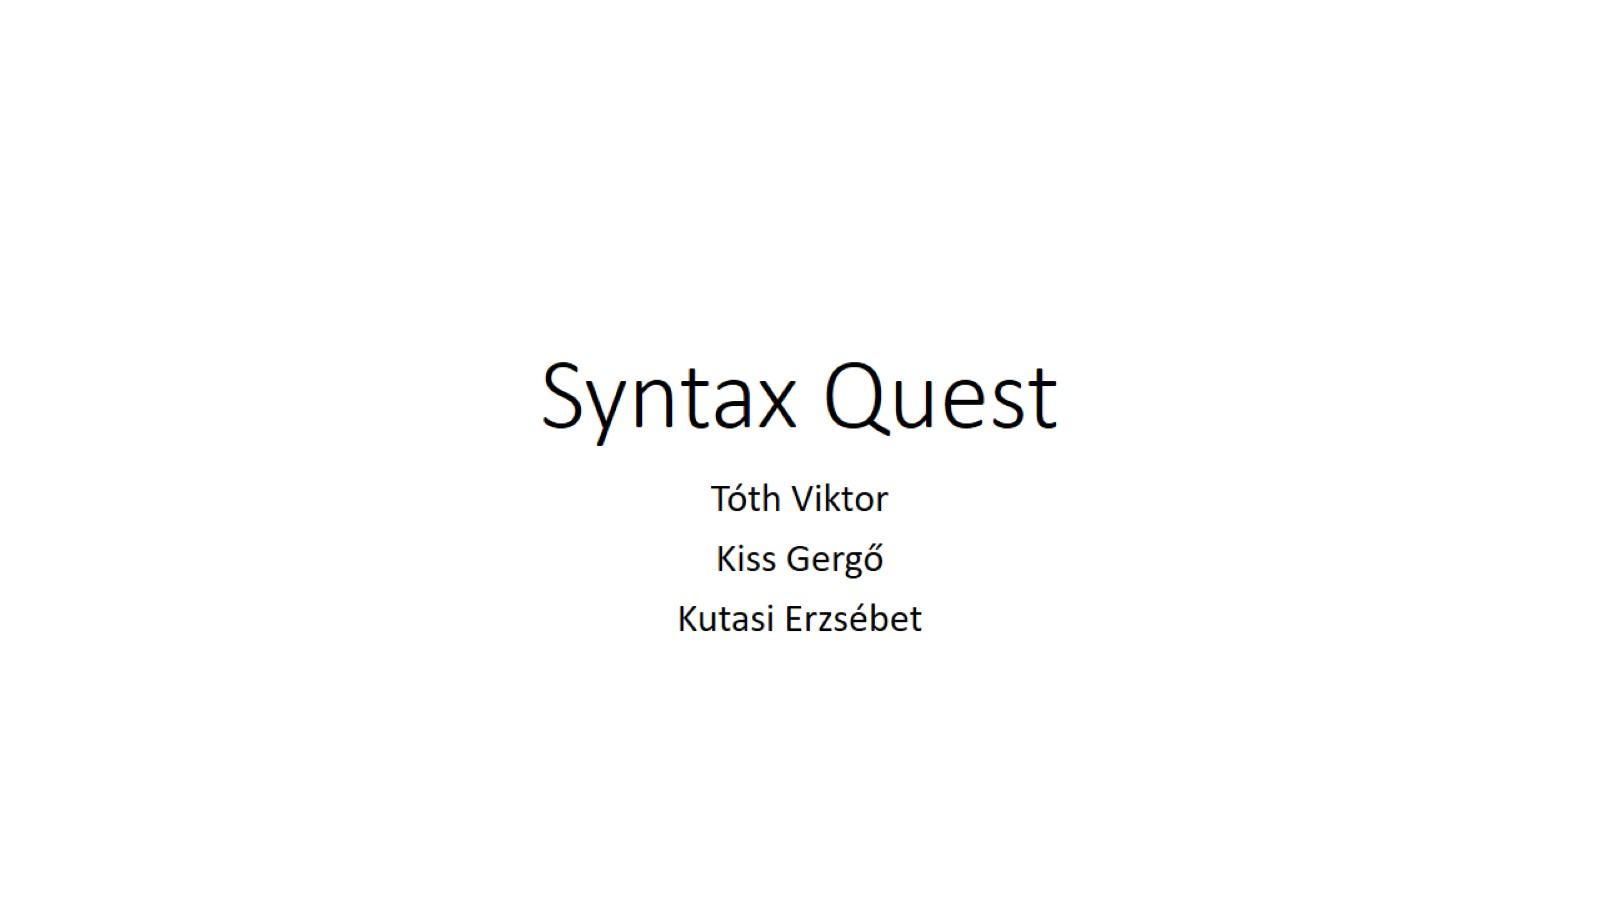 Syntax Quest
Tóth Viktor
Kiss Gergő
Kutasi Erzsébet